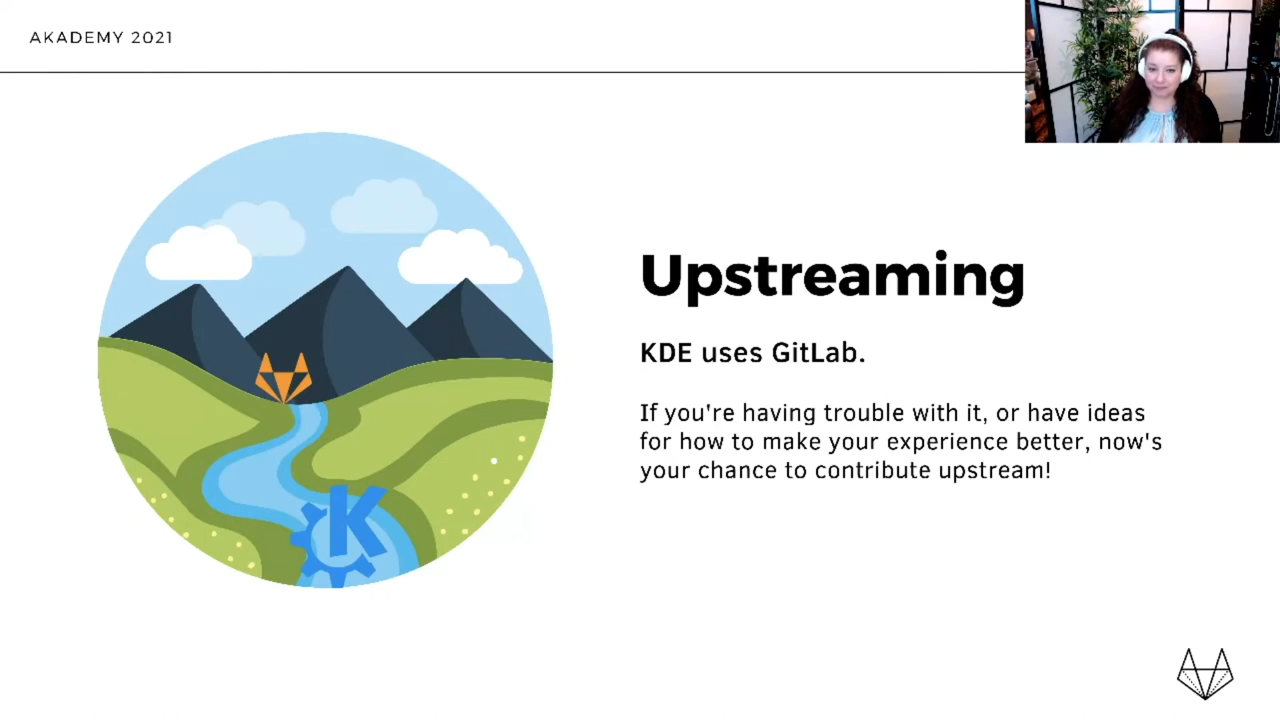 AKADEMY 2021
Upstreaming
KDE uses GitLab.
If you're having trouble with it, or have ideas
for how to make your experience better, now's
your chance to contribute upstream!
K